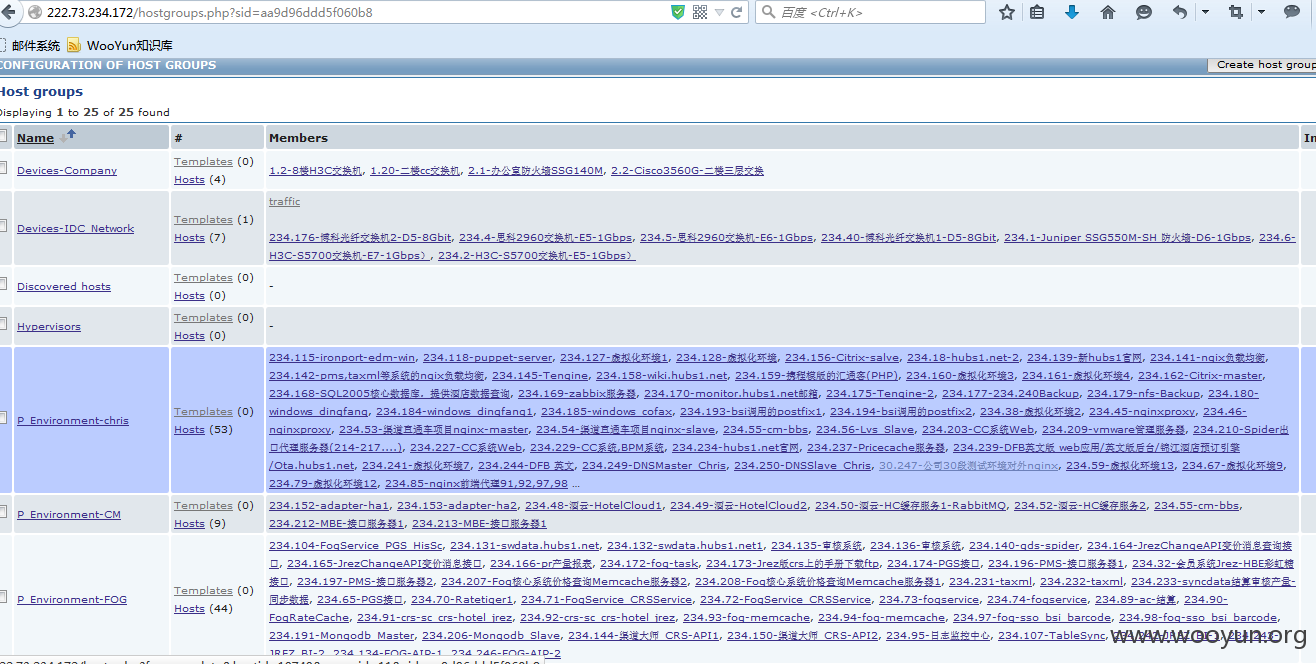 222.73.234.172/hostgroups.php?sid=aa9d96ddd5f060b8
百度 <Ctrl+K>
邮件系统 WooYun知识库
CONFIGURATION OF HOST GROUPS
Create host group
Host groups
Displaying 1 to 25 of 25 found
Name # Members In
Devices-Company
Templates (0)
Hosts (4)
1.2-8楼H3C交换机, 1.20-二楼cc交换机, 2.1-办公室防火墙SSG140M, 2.2-Cisco3560G-二楼三层交换
Devices-IDC_Network
Templates (1)
Hosts (7)
traffic
234.176-博科光纤交换机2-D5-8Gbit, 234.4-思科2960交换机-E5-1Gbps, 234.5-思科2960交换机-E6-1Gbps, 234.40-博科光纤交换机1-D5-8Gbit, 234.1-Juniper SSG550M-SH 防火墙-D6-1Gbps, 234.6-
H3C-S5700交换机-E7-1Gbps）, 234.2-H3C-S5700交换机-E5-1Gbps）
Discovered hosts
Templates (0)
Hosts (0)
-
Hypervisors
Templates (0)
Hosts (0)
-
P_Environment-chris
Templates (0)
Hosts (53)
234.115-ironport-edm-win, 234.118-puppet-server, 234.127-虚拟化环境1, 234.128-虚拟化环境, 234.156-Citrix-salve, 234.18-hubs1.net-2, 234.139-新hubs1官网, 234.141-nqix负载均衡,
234.142-pms,taxml等系统的nqix负载均衡, 234.145-Tengine, 234.158-wiki.hubs1.net, 234.159-携程模版的汇通客(PHP), 234.160-虚拟化环境3, 234.161-虚拟化环境4, 234.162-Citrix-master,
234.168-SQL2005核心数据库，提供酒店数据查询, 234.169-zabbix服务器, 234.170-monitor.hubs1.net邮箱, 234.175-Tengine-2, 234.177-234.240Backup, 234.179-nfs-Backup, 234.180-
windows_dingfang, 234.184-windows_dingfang1, 234.185-windows_cofax, 234.193-bsi调用的postfix1, 234.194-bsi调用的postfix2, 234.38-虚拟化环境2, 234.45-nginxproxy, 234.46-
nginxproxy, 234.53-渠道直通车项目nginx-master, 234.54-渠道直通车项目nginx-slave, 234.55-cm-bbs, 234.56-Lvs_Slave, 234.203-CC系统Web, 234.209-vmware管理服务器, 234.210-Spider出
口代理服务器(214-217....), 234.227-CC系统Web, 234.229-CC系统,BPM系统, 234.234-hubs1.net官网, 234.237-Pricecache服务器, 234.239-DFB英文版 web应用/英文版后台/锦江酒店预订引擎
/Ota.hubs1.net, 234.241-虚拟化环境7, 234.244-DFB 英文, 234.249-DNSMaster_Chris, 234.250-DNSSlave_Chris, 30.247-公司30段测试环境对外nginx, 234.59-虚拟化环境13, 234.67-虚拟化环境9,
234.79-虚拟化环境12, 234.85-nginx前端代理91,92,97,98 ...
P_Environment-CM
Templates (0)
Hosts (9)
234.152-adapter-ha1, 234.153-adapter-ha2, 234.48-酒云-HotelCloud1, 234.49-酒云-HotelCloud2, 234.50-酒云-HC缓存服务1-RabbitMQ, 234.52-酒云-HC缓存服务2, 234.55-cm-bbs,
234.212-MBE-接口服务器1, 234.213-MBE-接口服务器1
P_Environment-FOG
Templates (0)
Hosts (44)
234.104-FogService_PGS_HisSc, 234.131-swdata.hubs1.net, 234.132-swdata.hubs1.net1, 234.135-审核系统, 234.136-审核系统, 234.140-qds-spider, 234.164-JrezChangeAPI变价消息查询接
口, 234.165-JrezChangeAPI变价消息接口, 234.166-pr产量报表, 234.172-fog-task, 234.173-Jrez版crs上的手册下载ftp, 234.174-PGS接口, 234.196-PMS-接口服务器1, 234.32-会员系统Jrez-HBE彩虹糖
接口, 234.197-PMS-接口服务器2, 234.207-Fog核心系统价格查询Memcache服务器2, 234.208-Fog核心系统价格查询Memcache服务器1, 234.231-taxml, 234.232-taxml, 234.233-syncdata结算审核产量-
同步数据, 234.65-PGS接口, 234.70-Ratetiger1, 234.71-FogService_CRSService, 234.72-FogService_CRSService, 234.73-fogservice, 234.74-fogservice, 234.89-ac-结算, 234.90-
FogRateCache, 234.91-crs-sc_crs-hotel_jrez, 234.92-crs-sc_crs-hotel_jrez, 234.93-fog-memcache, 234.94-fog-memcache, 234.97-fog-sso_bsi_barcode, 234.98-fog-sso_bsi_barcode,
234.191-Mongodb_Master, 234.206-Mongodb_Slave, 234.144-渠道大师_CRS-API1, 234.150-渠道大师_CRS-API2, 234.95-日志监控中心, 234.107-TableSync,
JREZ_BI-2, 234.134-FOG-AIP-1, 234.246-FOG-AIP-2
www.wooyun.org